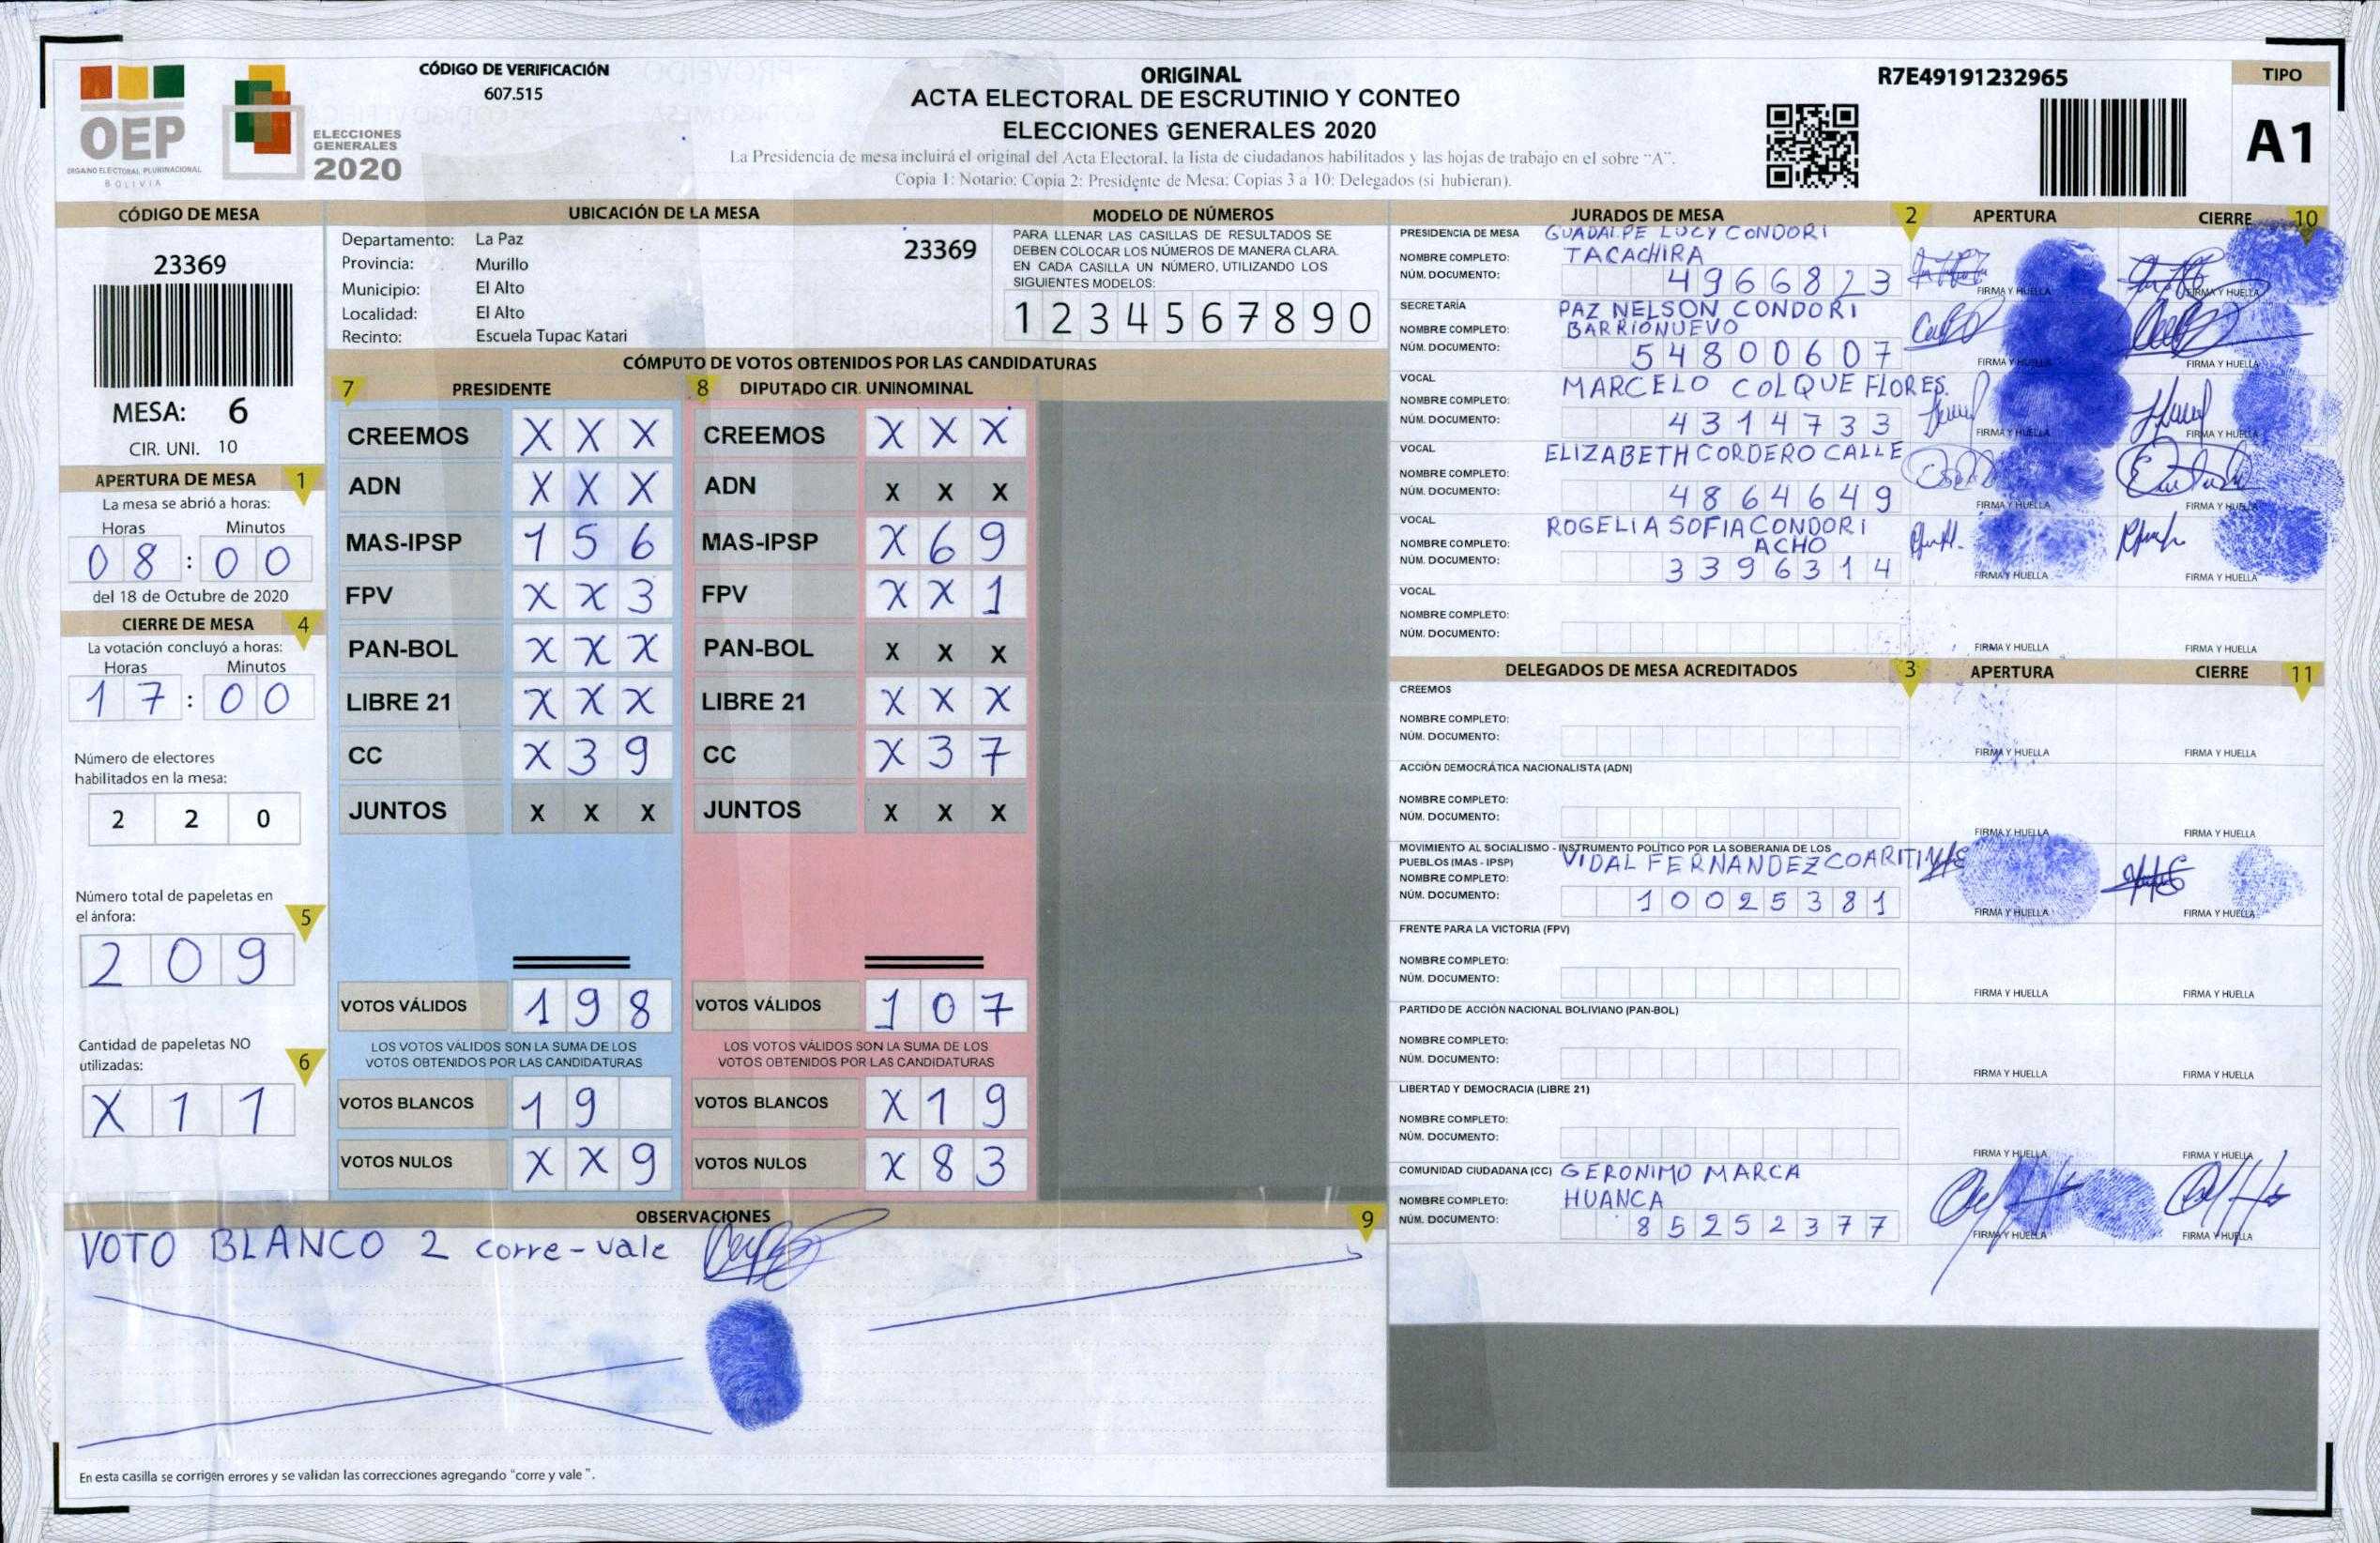 CÓDIGO DE VERIFICACIÓN
607.515
OEP
ÓRGANO ELECTORAL PLURINACIONAL
BOLIVIA
ELECCIONES
GENERALES
2020
ORIGINAL
ACTA ELECTORAL DE ESCRUTINIO Y CONTEO
ELECCIONES GENERALES 2020
La Presidencia de mesa incluirá el original del Acta Electoral, la lista de ciudadanos habilitados y las hojas de trabajo en el sobre "A".
Copia 1: Notario; Copia 2: Presidente de Mesa; Copias 3 a 10: Delegados (si hubieran).
R7E49191232965
TIPO
A1
CÓDIGO DE MESA
23369
MESA: 6
CIR. UNI. 10
APERTURA DE MESA 1
La mesa se abrió a horas:
Horas Minutos
08:00
del 18 de Octubre de 2020
CIERRE DE MESA 4
La votación concluyó a horas:
Horas Minutos
17:00
Número de electores
habilitados en la mesa:
2 2 0
Número total de papeletas en
el ánfora: 5
2 0 9
Cantidad de papeletas NO
utilizadas: 6
X 1 1
UBICACIÓN DE LA MESA
Departamento: La Paz
Provincia: Murillo
Municipio: El Alto
Localidad: El Alto
Recinto: Escuela Tupac Katari
23369
MODELO DE NÚMEROS
PARA LLENAR LAS CASILLAS DE RESULTADOS SE
DEBEN COLOCAR LOS NÚMEROS DE MANERA CLARA.
EN CADA CASILLA UN NÚMERO, UTILIZANDO LOS
SIGUIENTES MODELOS:
1 2 3 4 5 6 7 8 9 0
CÓMPUTO DE VOTOS OBTENIDOS POR LAS CANDIDATURAS
7 PRESIDENTE
CREEMOS X X X
ADN X X X
MAS-IPSP 1 5 6
FPV X X 3
PAN-BOL X X X
LIBRE 21 X X X
CC X 3 9
JUNTOS X X X
VOTOS VÁLIDOS 1 9 8
LOS VOTOS VÁLIDOS SON LA SUMA DE LOS
VOTOS OBTENIDOS POR LAS CANDIDATURAS
VOTOS BLANCOS 1 9
VOTOS NULOS X X 9
8 DIPUTADO CIR. UNINOMINAL
CREEMOS X X X
ADN X X X
MAS-IPSP X 6 9
FPV X X 1
PAN-BOL X X X
LIBRE 21 X X X
CC X 3 7
JUNTOS X X X
VOTOS VÁLIDOS 1 0 7
LOS VOTOS VÁLIDOS SON LA SUMA DE LOS
VOTOS OBTENIDOS POR LAS CANDIDATURAS
VOTOS BLANCOS X 1 9
VOTOS NULOS X 8 3
OBSERVACIONES 9
VOTO BLANCO 2 corre-vale
En esta casilla se corrigen errores y se validan las correcciones agregando "corre y vale".
JURADOS DE MESA 2 APERTURA CIERRE 10
PRESIDENCIA DE MESA GUADALPE LUCY CONDORI
NOMBRE COMPLETO: TACACHIRA
NÚM. DOCUMENTO: 4966823
FIRMA Y HUELLA FIRMA Y HUELLA
SECRETARÍA PAZ NELSON CONDORI
NOMBRE COMPLETO: BARRIONUEVO
NÚM. DOCUMENTO: 54800607
FIRMA Y HUELLA FIRMA Y HUELLA
VOCAL MARCELO COLQUE FLORES.
NOMBRE COMPLETO:
NÚM. DOCUMENTO: 4314733
FIRMA Y HUELLA FIRMA Y HUELLA
VOCAL ELIZABETH CORDERO CALLE
NOMBRE COMPLETO:
NÚM. DOCUMENTO: 4864649
FIRMA Y HUELLA FIRMA Y HUELLA
VOCAL ROGELIA SOFIA CONDORI
NOMBRE COMPLETO: ACHO
NÚM. DOCUMENTO: 3396314
FIRMA Y HUELLA FIRMA Y HUELLA
VOCAL
NOMBRE COMPLETO:
NÚM. DOCUMENTO:
FIRMA Y HUELLA FIRMA Y HUELLA
DELEGADOS DE MESA ACREDITADOS 3 APERTURA CIERRE 11
CREEMOS
NOMBRE COMPLETO:
NÚM. DOCUMENTO:
FIRMA Y HUELLA FIRMA Y HUELLA
ACCIÓN DEMOCRÁTICA NACIONALISTA (ADN)
NOMBRE COMPLETO:
NÚM. DOCUMENTO:
FIRMA Y HUELLA FIRMA Y HUELLA
MOVIMIENTO AL SOCIALISMO - INSTRUMENTO POLÍTICO POR LA SOBERANIA DE LOS
PUEBLOS (MAS - IPSP) VIDAL FERNANDEZ COARITI
NOMBRE COMPLETO:
NÚM. DOCUMENTO: 10025381
FIRMA Y HUELLA FIRMA Y HUELLA
FRENTE PARA LA VICTORIA (FPV)
NOMBRE COMPLETO:
NÚM. DOCUMENTO:
FIRMA Y HUELLA FIRMA Y HUELLA
PARTIDO DE ACCIÓN NACIONAL BOLIVIANO (PAN-BOL)
NOMBRE COMPLETO:
NÚM. DOCUMENTO:
FIRMA Y HUELLA FIRMA Y HUELLA
LIBERTAD Y DEMOCRACIA (LIBRE 21)
NOMBRE COMPLETO:
NÚM. DOCUMENTO:
FIRMA Y HUELLA FIRMA Y HUELLA
COMUNIDAD CIUDADANA (CC) GERONIMO MARCA
NOMBRE COMPLETO: HUANCA
NÚM. DOCUMENTO: 85252377
FIRMA Y HUELLA FIRMA Y HUELLA